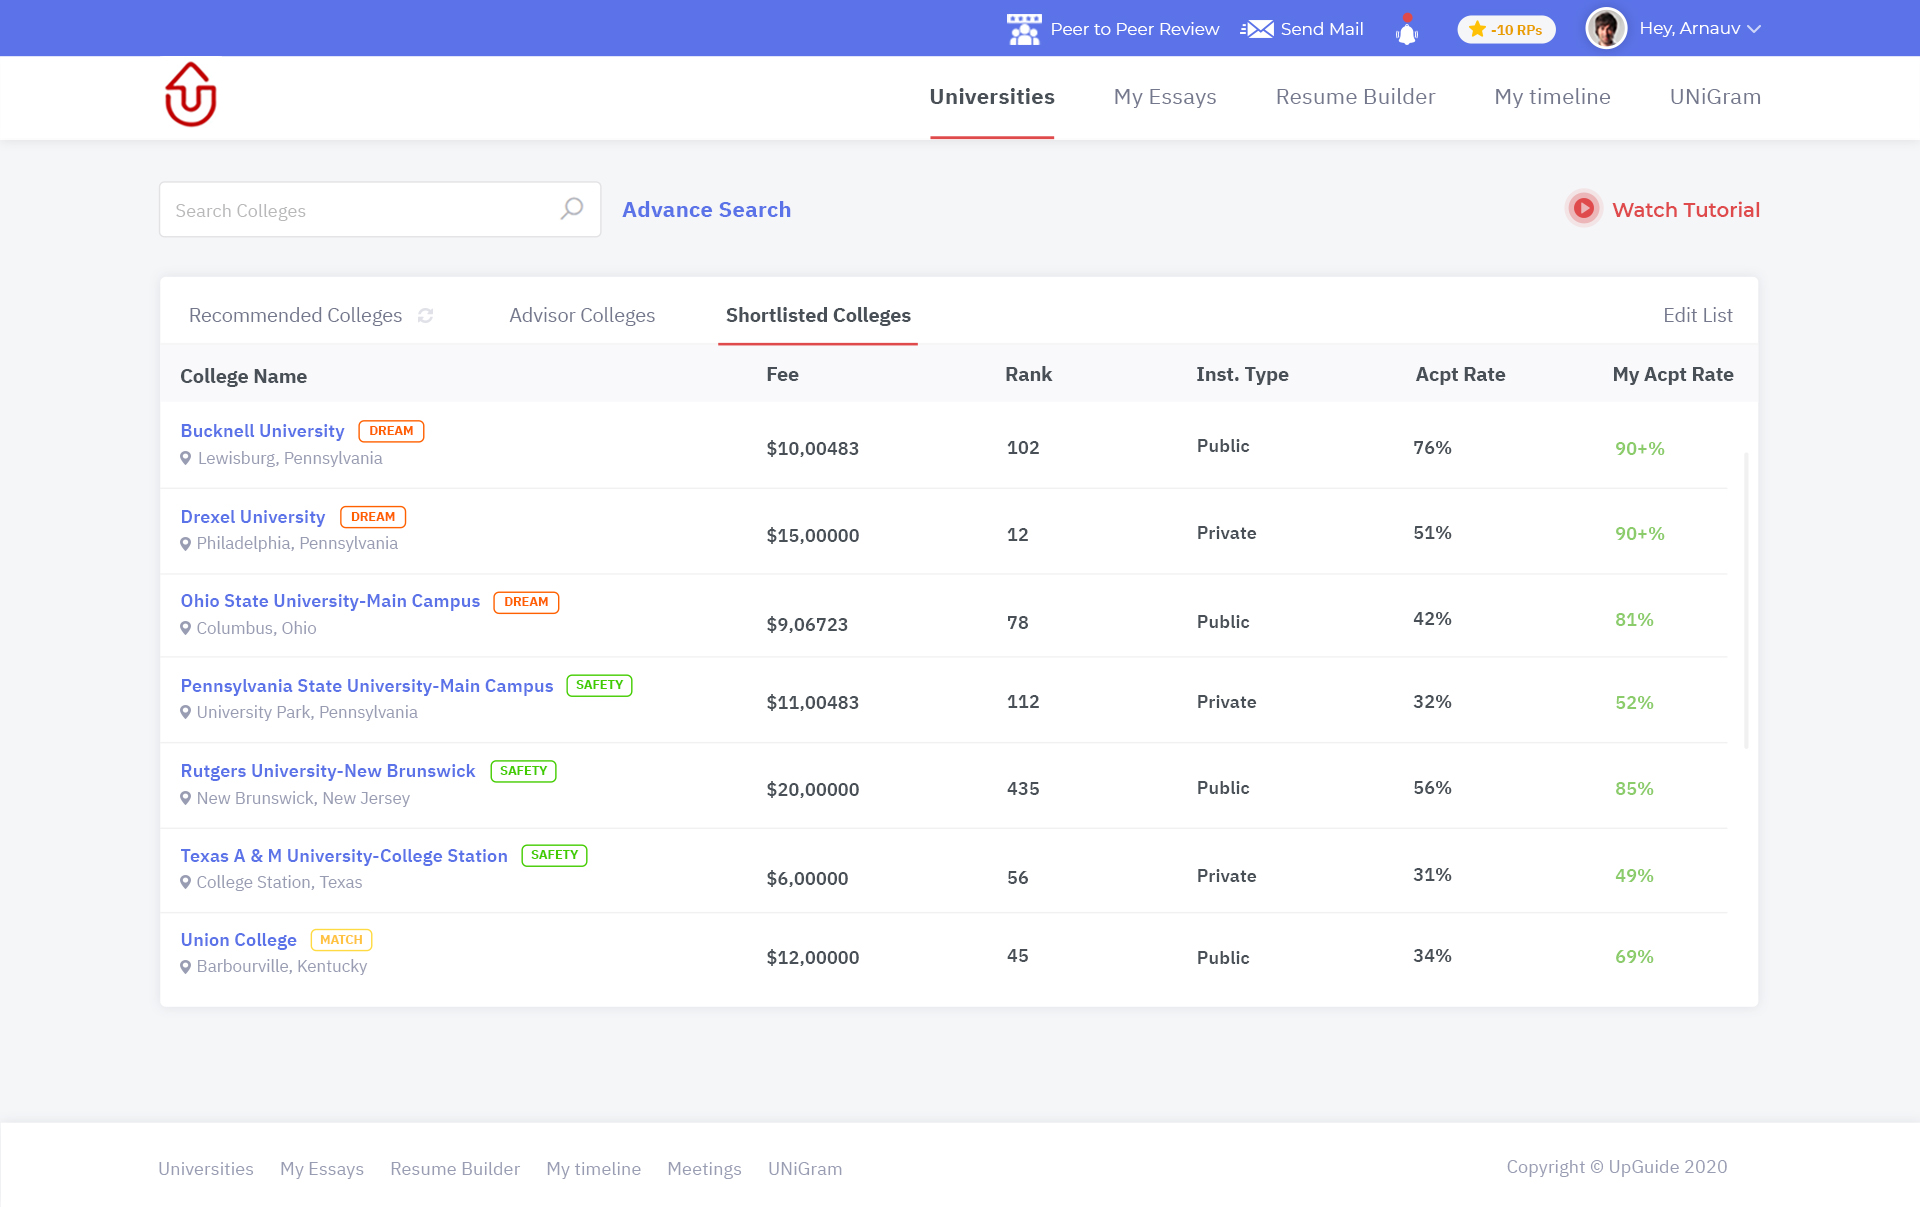 Peer to Peer Review Send Mail -10 RPs Hey, Arnauv
Universities My Essays Resume Builder My timeline UNiGram
Search Colleges Advance Search Watch Tutorial
Recommended Colleges Advisor Colleges Shortlisted Colleges Edit List
College Name Fee Rank Inst. Type Acpt Rate My Acpt Rate
Bucknell University DREAM
Lewisburg, Pennsylvania
$10,00483 102 Public 76% 90+%
Drexel University DREAM
Philadelphia, Pennsylvania
$15,00000 12 Private 51% 90+%
Ohio State University-Main Campus DREAM
Columbus, Ohio
$9,06723 78 Public 42% 81%
Pennsylvania State University-Main Campus SAFETY
University Park, Pennsylvania
$11,00483 112 Private 32% 52%
Rutgers University-New Brunswick SAFETY
New Brunswick, New Jersey
$20,00000 435 Public 56% 85%
Texas A & M University-College Station SAFETY
College Station, Texas
$6,00000 56 Private 31% 49%
Union College MATCH
Barbourville, Kentucky
$12,00000 45 Public 34% 69%
Universities My Essays Resume Builder My timeline Meetings UNiGram Copyright © UpGuide 2020